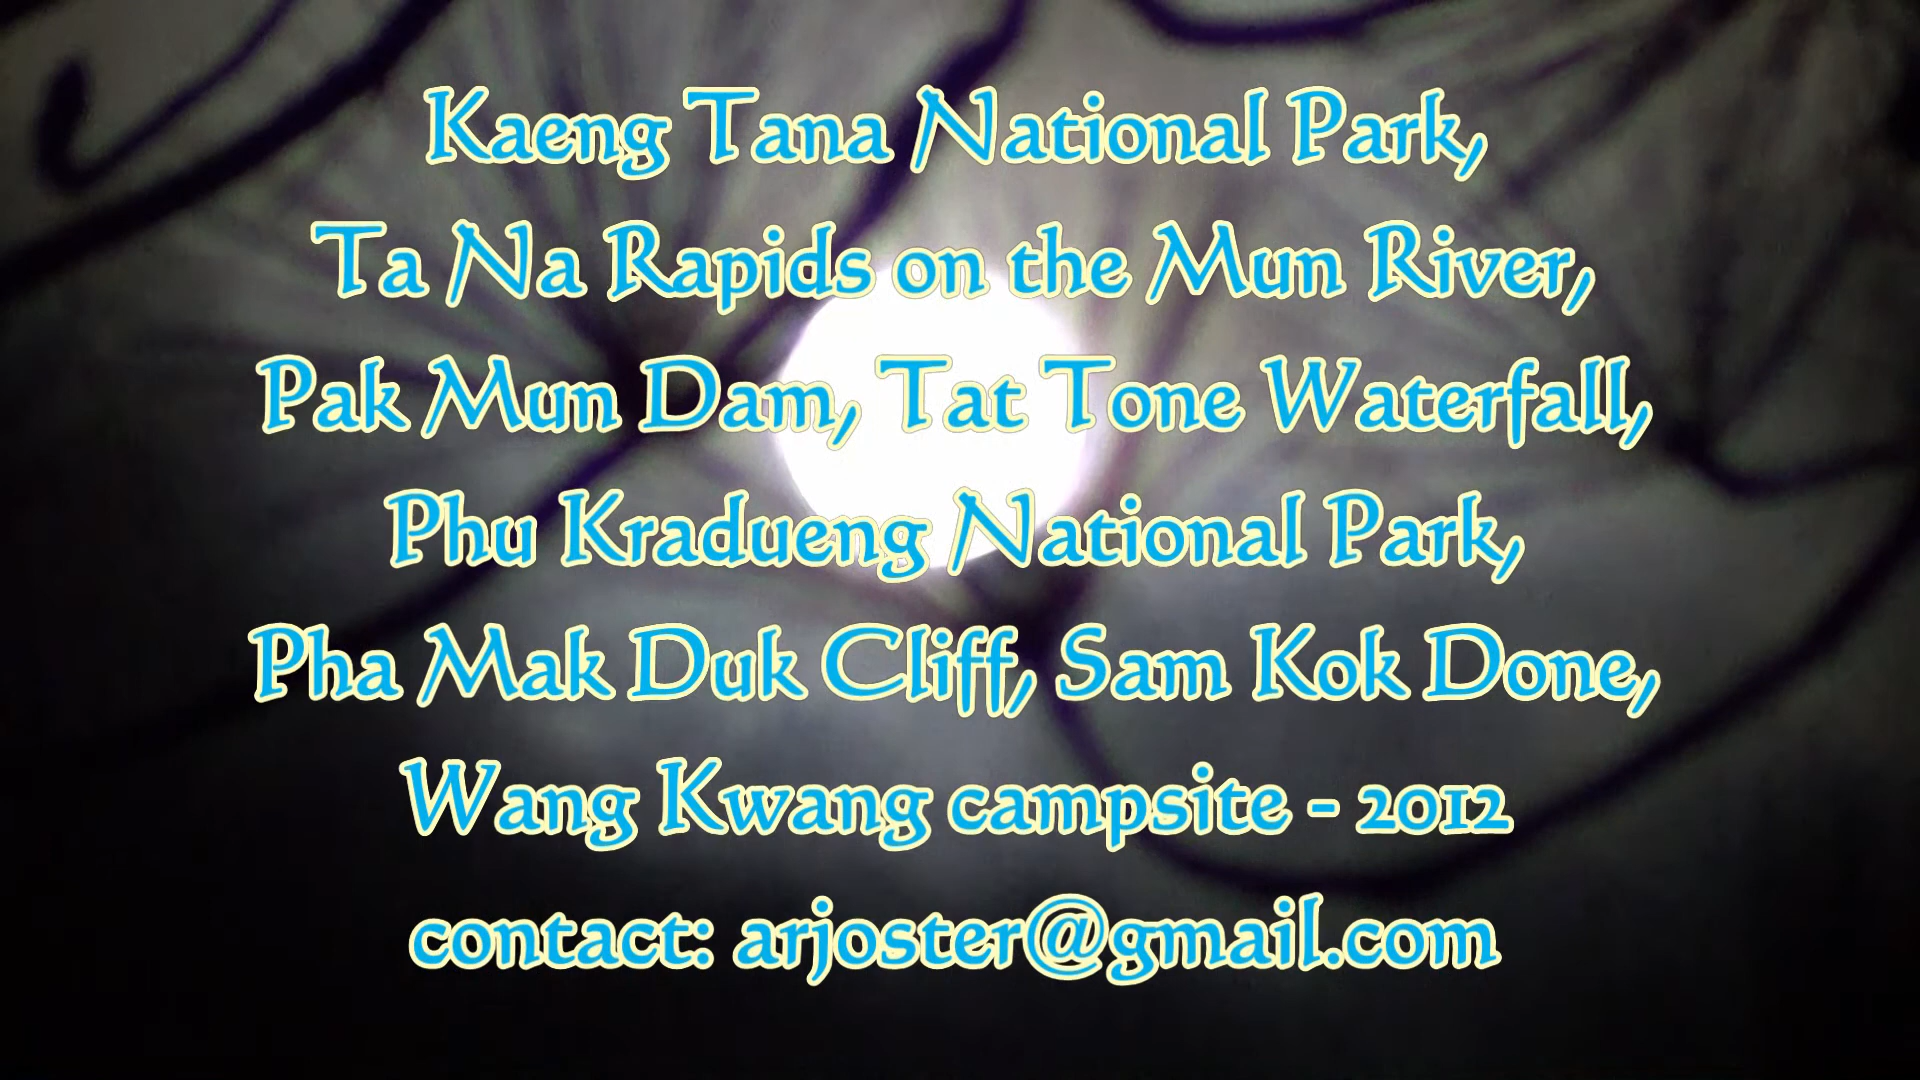 Kaeng Tana National Park,
Ta Na Rapids on the Mun River,
Pak Mun Dam, Tat Tone Waterfall,
Phu Kradueng National Park,
Pha Mak Duk Cliff, Sam Kok Done,
Wang Kwang campsite - 2012
contact: arjoster@gmail.com